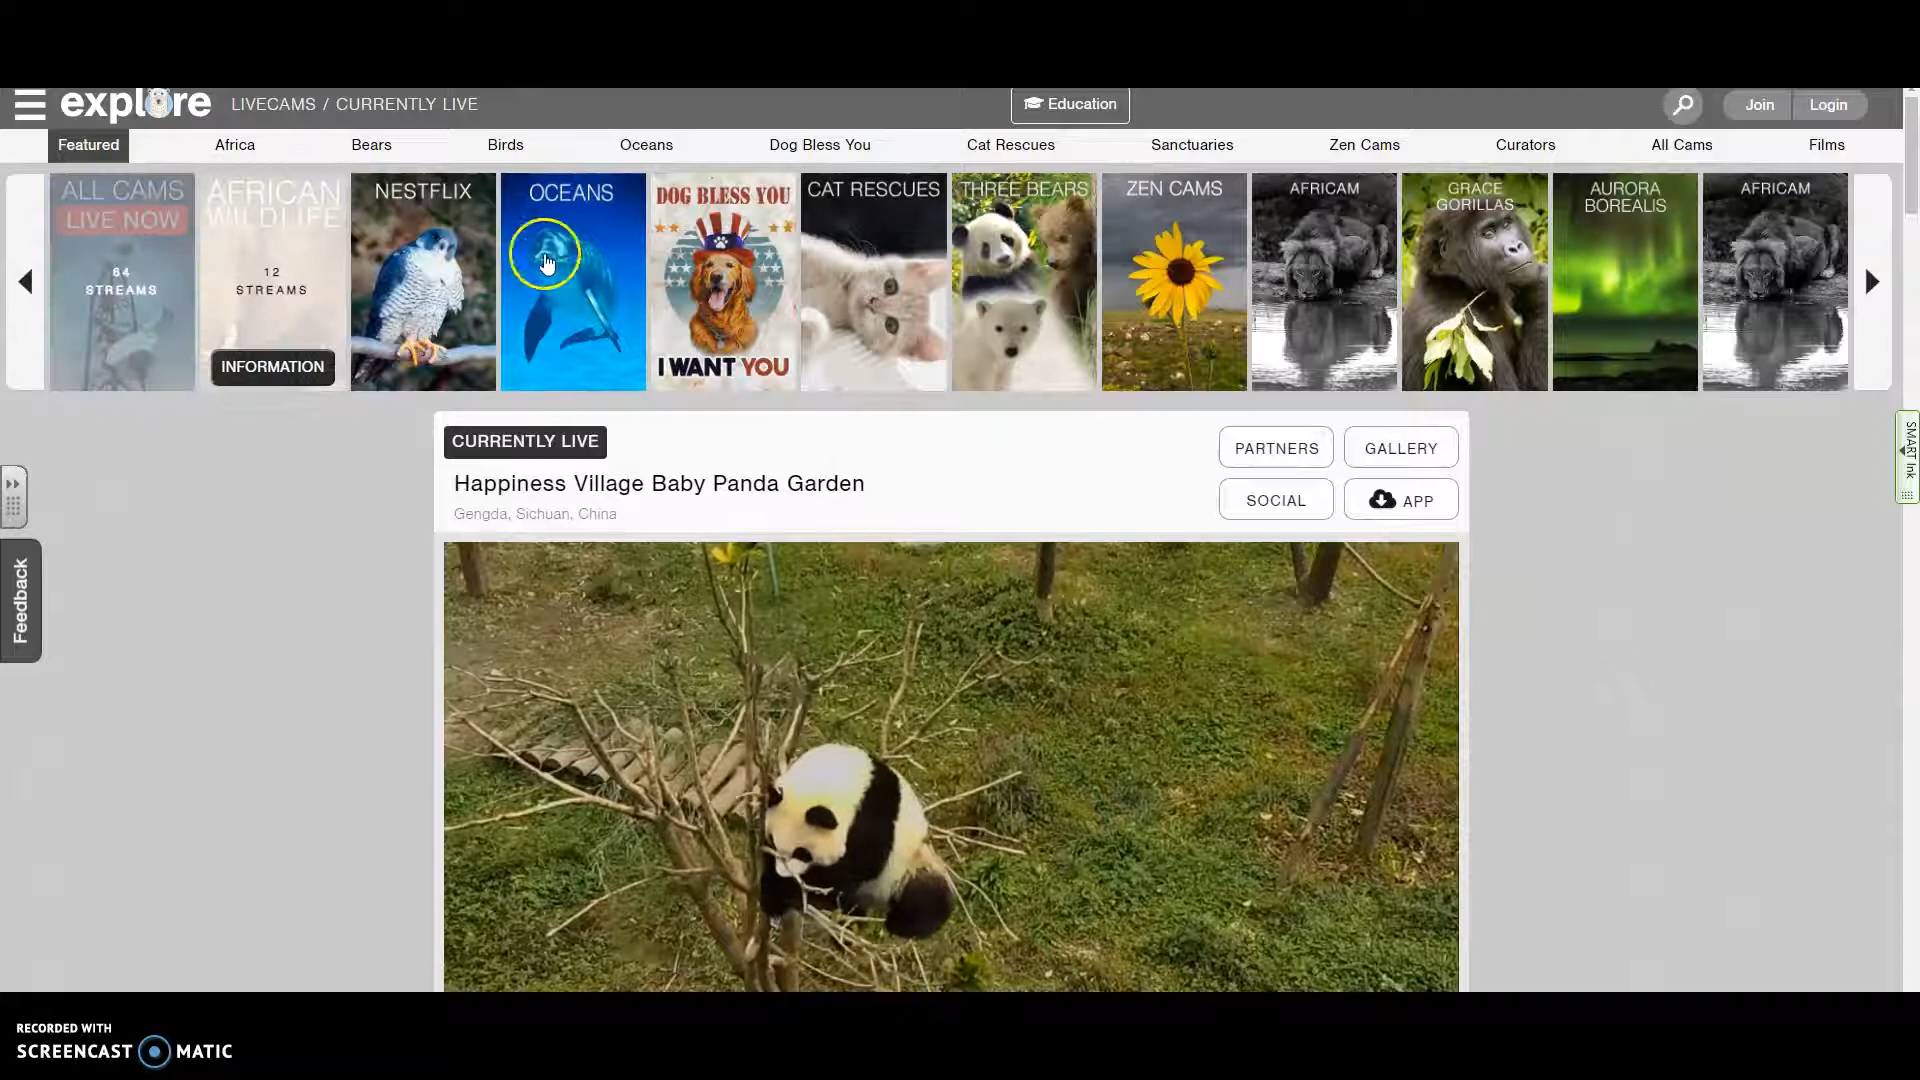 explore LIVECAMS / CURRENTLY LIVE Education Join Login
Featured Africa Bears Birds Oceans Dog Bless You Cat Rescues Sanctuaries Zen Cams Curators All Cams Films
ALL CAMS
LIVE NOW
64
STREAMS
AFRICAN
WILDLIFE
12
STREAMS
INFORMATION
NESTFLIX
OCEANS
DOG BLESS YOU
I WANT YOU
CAT RESCUES
THREE BEARS
ZEN CAMS
AFRICAM
GRACE
GORILLAS
AURORA
BOREALIS
AFRICAM
CURRENTLY LIVE
Happiness Village Baby Panda Garden
Gengda, Sichuan, China
PARTNERS GALLERY
SOCIAL APP
Feedback
SMART Ink
RECORDED WITH
SCREENCAST MATIC